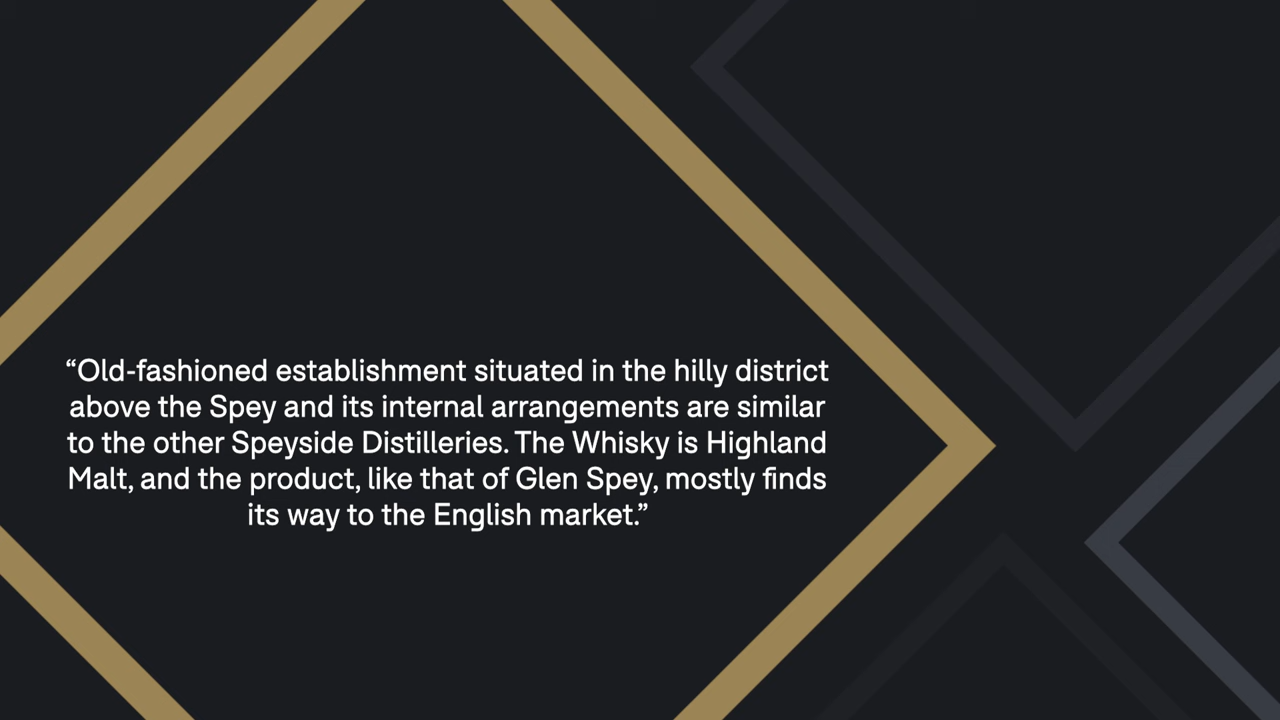 “Old-fashioned establishment situated in the hilly district
above the Spey and its internal arrangements are similar
to the other Speyside Distilleries. The Whisky is Highland
Malt, and the product, like that of Glen Spey, mostly finds
its way to the English market.”